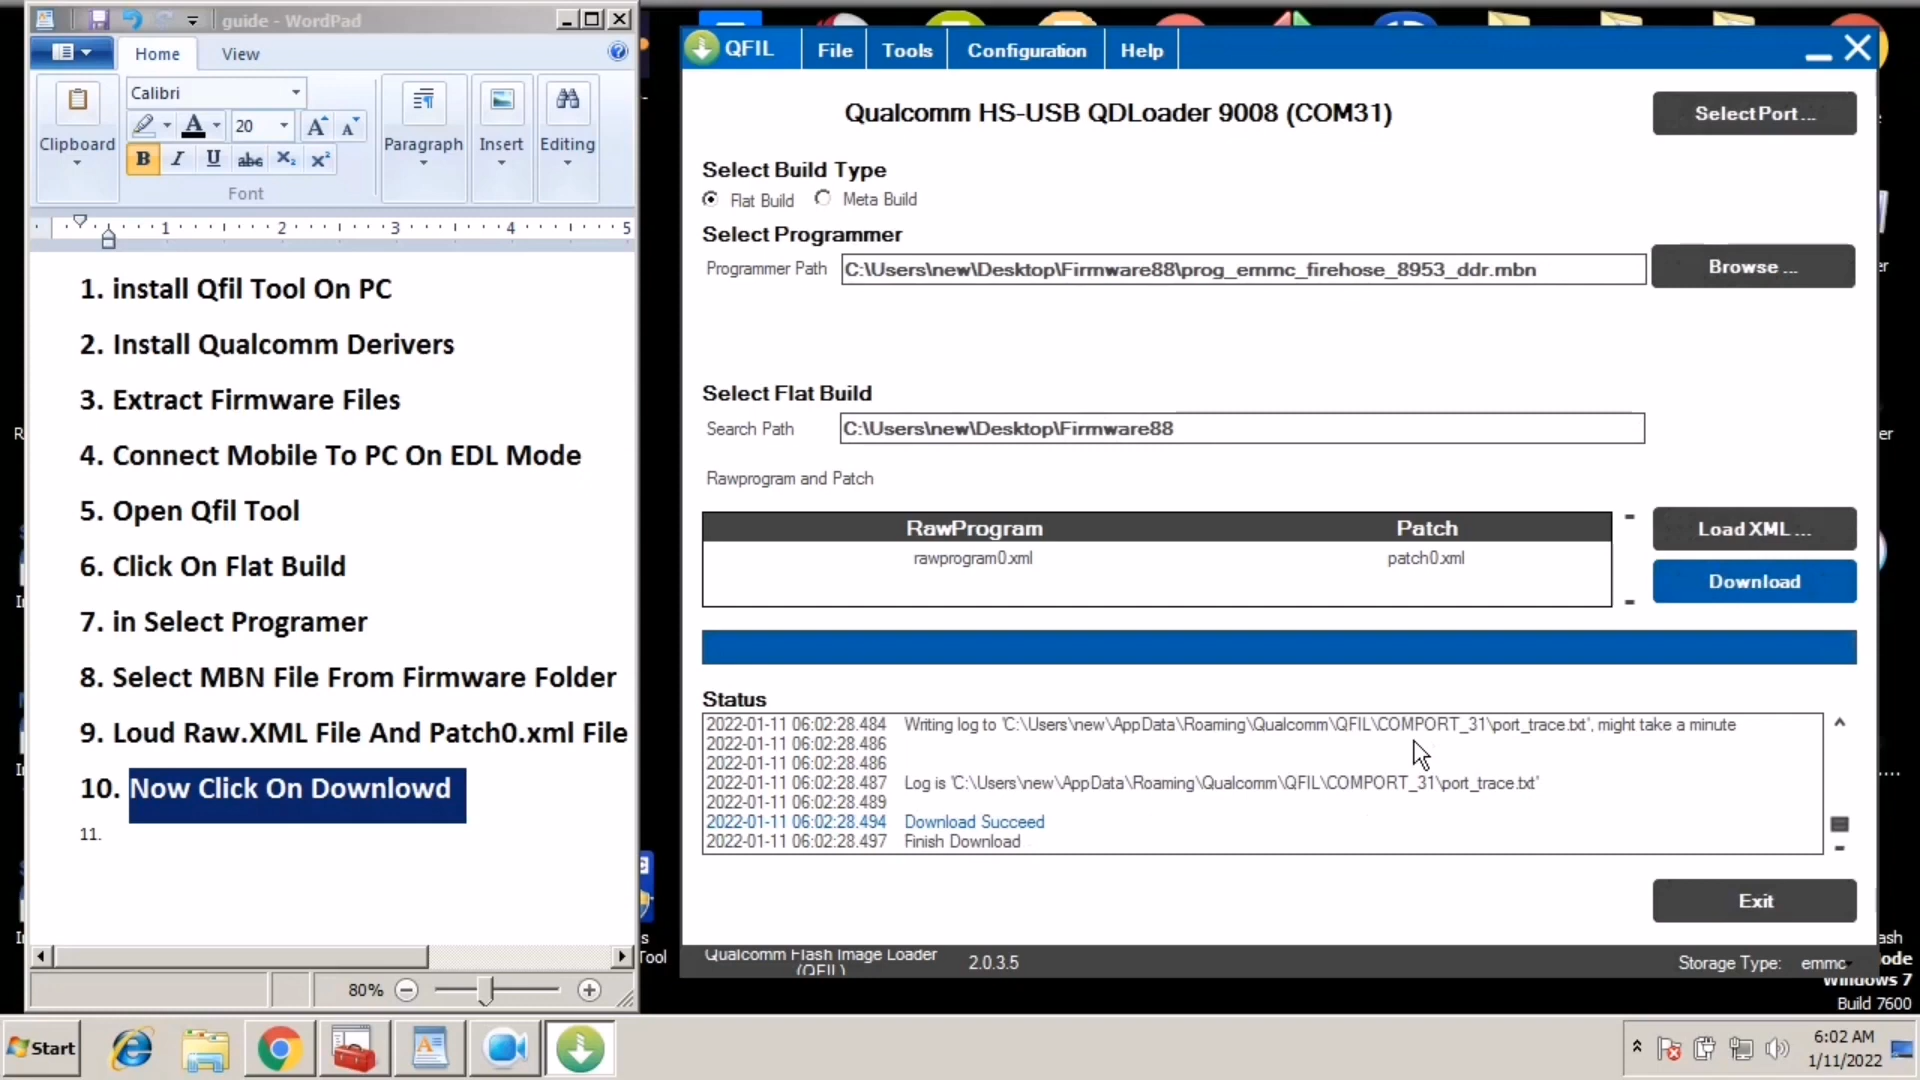 guide - WordPad
Home
View
Calibri
20
Clipboard
Paragraph
Insert
Editing
B I U abc X₂ X²
Font
1 2 3 4 5
1. install Qfil Tool On PC
2. Install Qualcomm Derivers
3. Extract Firmware Files
4. Connect Mobile To PC On EDL Mode
5. Open Qfil Tool
6. Click On Flat Build
7. in Select Programer
8. Select MBN File From Firmware Folder
9. Loud Raw.XML File And Patch0.xml File
10. Now Click On Downlowd
11.
80%
QFIL
File
Tools
Configuration
Help
Qualcomm HS-USB QDLoader 9008 (COM31)
Select Port ...
Select Build Type
Flat Build
Meta Build
Select Programmer
Programmer Path
C:\Users\new\Desktop\Firmware88\prog_emmc_firehose_8953_ddr.mbn
Browse ...
Select Flat Build
Search Path
C:\Users\new\Desktop\Firmware88
Rawprogram and Patch
RawProgram
Patch
rawprogram0.xml
patch0.xml
Load XML ...
Download
Status
2022-01-11 06:02:28.484 Writing log to 'C:\Users\new\AppData\Roaming\Qualcomm\QFIL\COMPORT_31\port_trace.txt', might take a minute
2022-01-11 06:02:28.486
2022-01-11 06:02:28.486
2022-01-11 06:02:28.487 Log is 'C:\Users\new\AppData\Roaming\Qualcomm\QFIL\COMPORT_31\port_trace.txt'
2022-01-11 06:02:28.489
2022-01-11 06:02:28.494 Download Succeed
2022-01-11 06:02:28.497 Finish Download
Exit
Qualcomm Flash Image Loader
(QFIL)
2.0.3.5
Storage Type: emmc
Tool
Windows 7
Build 7600
Start
6:02 AM
1/11/2022